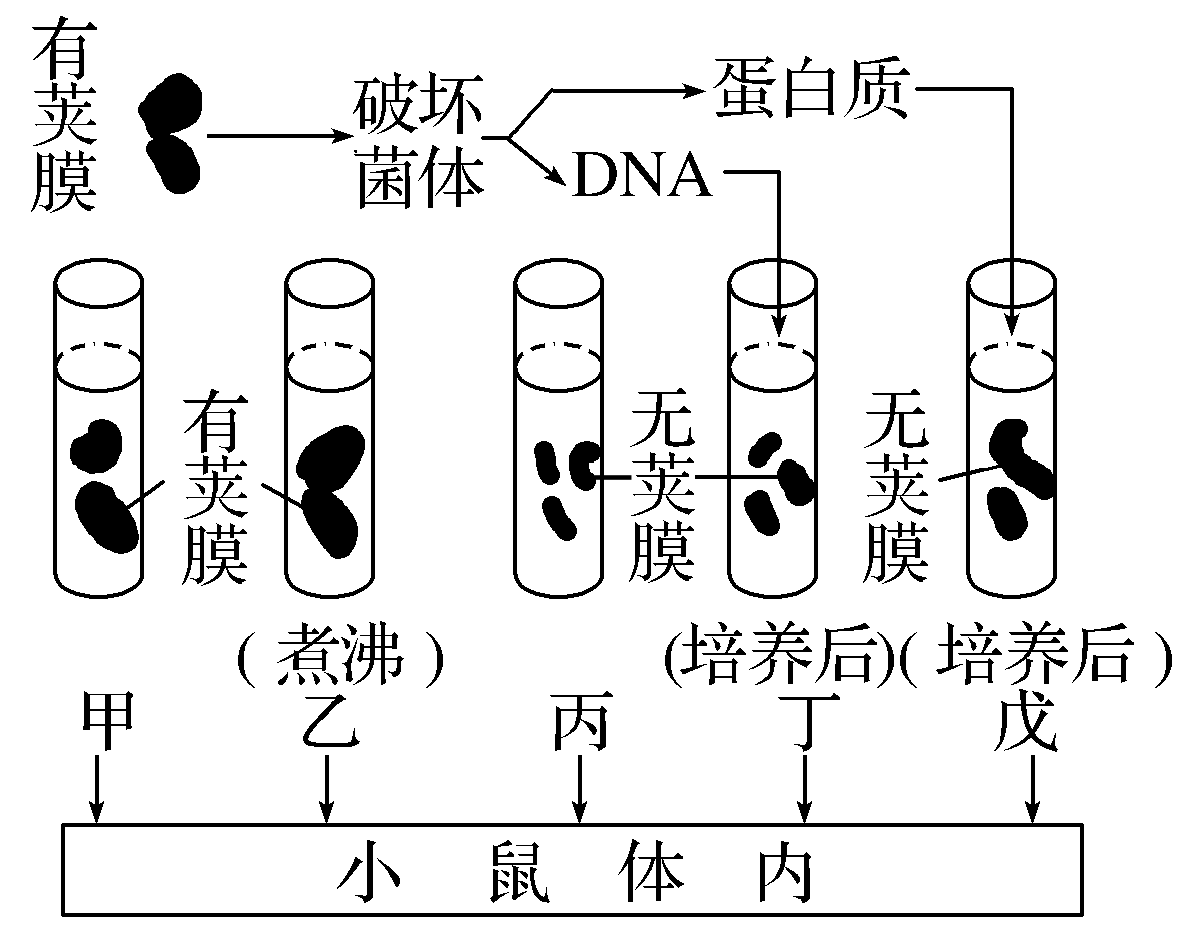 有荚膜
破坏菌体
蛋白质
DNA
有荚膜
无荚膜
无荚膜
(煮沸)
(培养后)
(培养后)
甲
乙
丙
丁
戊
小鼠体内